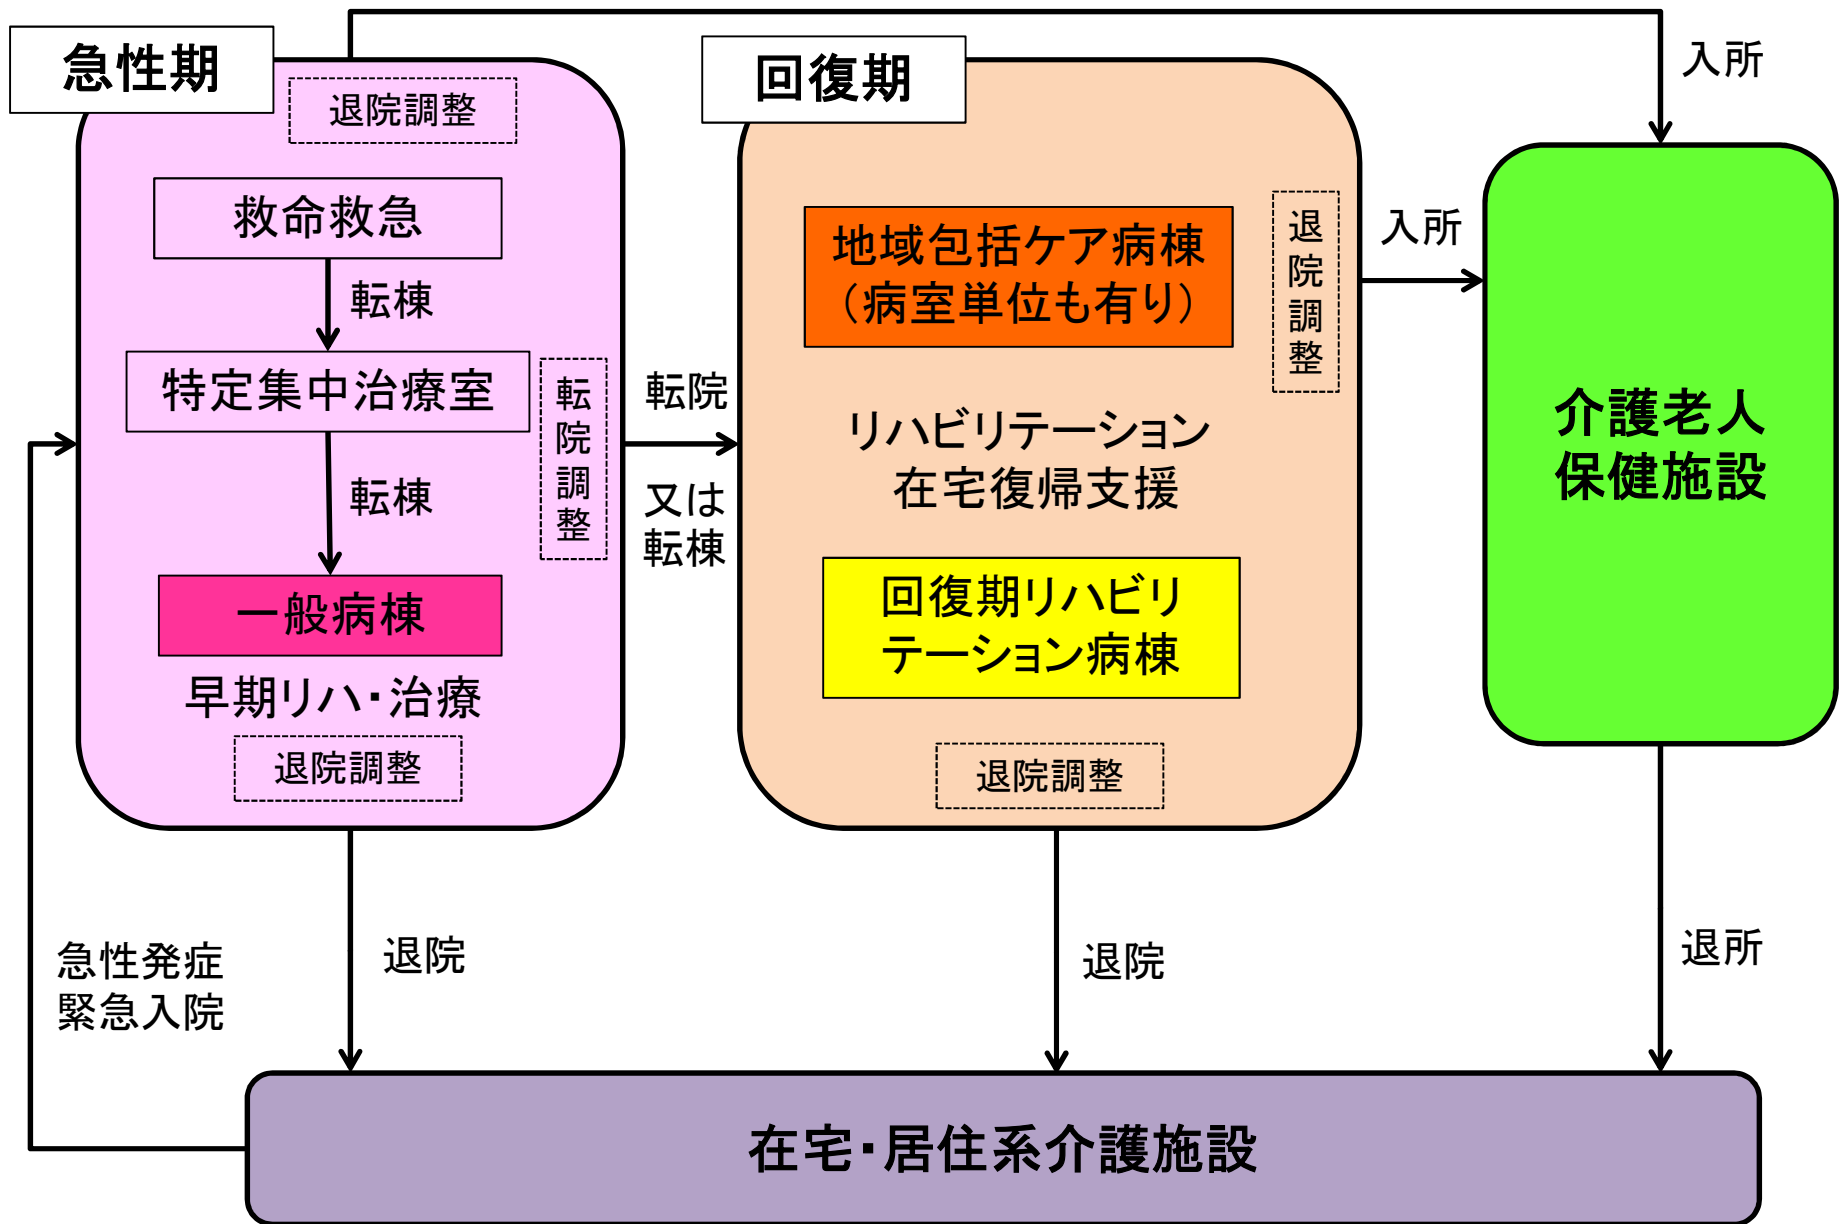 急性期
退院調整
救命救急
転棟
特定集中治療室
転棟
一般病棟
早期リハ・治療
退院調整
転院調整
転院
又は
転棟
回復期
地域包括ケア病棟
（病室単位も有り）
リハビリテーション
在宅復帰支援
回復期リハビリ
テーション病棟
退院調整
退院調整
入所
入所
介護老人
保健施設
急性発症
緊急入院
退院
退院
退所
在宅・居住系介護施設